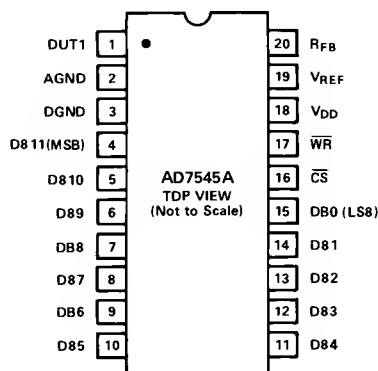 DUT1 1
AGND 2
DGND 3
D811(MSB) 4
D810 5
D89 6
DB8 7
D87 8
DB6 9
D85 10
AD7545A
TDP VIEW
(Not to Scale)
20 RFB
19 VREF
18 VDD
17 WR
16 CS
15 DB0 (LS8)
14 D81
13 D82
12 D83
11 D84